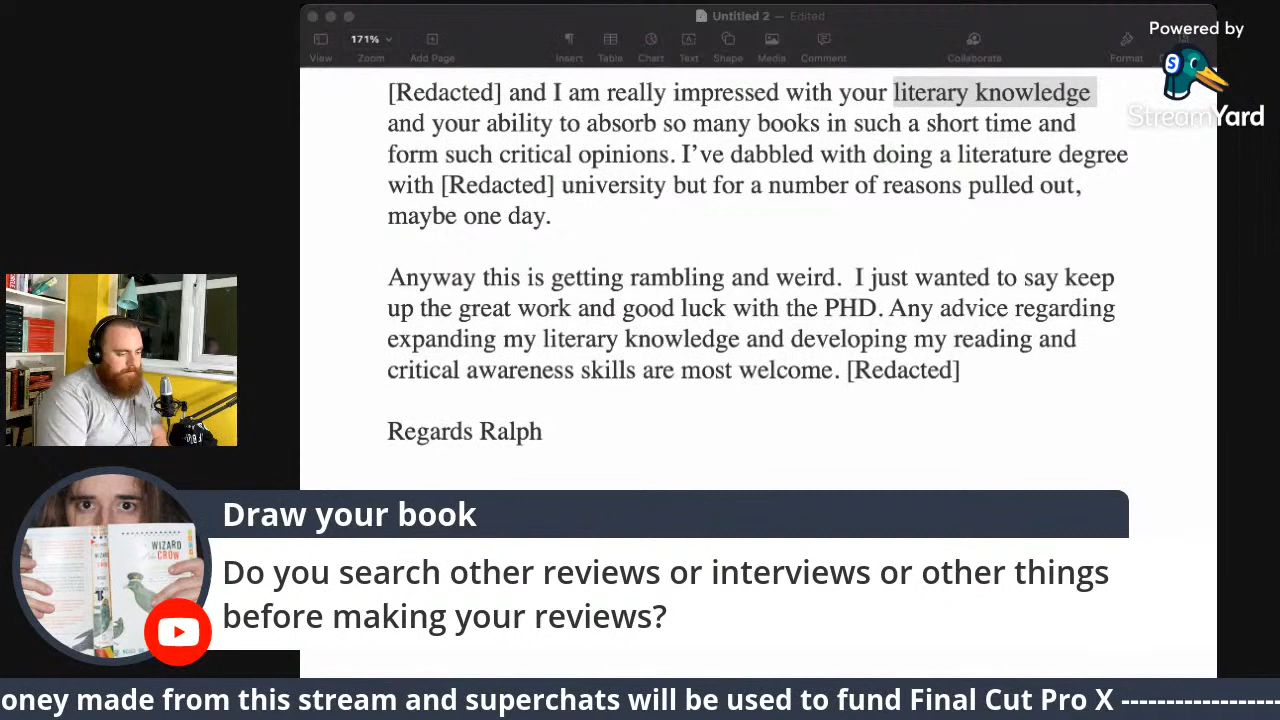 Untitled 2 — Edited
171%
View
Zoom
Add Page
Insert
Table
Chart
Text
Shape
Media
Comment
Collaborate
Format
Powered by
StreamYard
[Redacted] and I am really impressed with your literary knowledge
and your ability to absorb so many books in such a short time and
form such critical opinions. I’ve dabbled with doing a literature degree
with [Redacted] university but for a number of reasons pulled out,
maybe one day.
Anyway this is getting rambling and weird.  I just wanted to say keep
up the great work and good luck with the PHD. Any advice regarding
expanding my literary knowledge and developing my reading and
critical awareness skills are most welcome. [Redacted]
Regards Ralph
WIZARD
CROW
Draw your book
Do you search other reviews or interviews or other things
before making your reviews?
oney made from this stream and superchats will be used to fund Final Cut Pro X -----------------